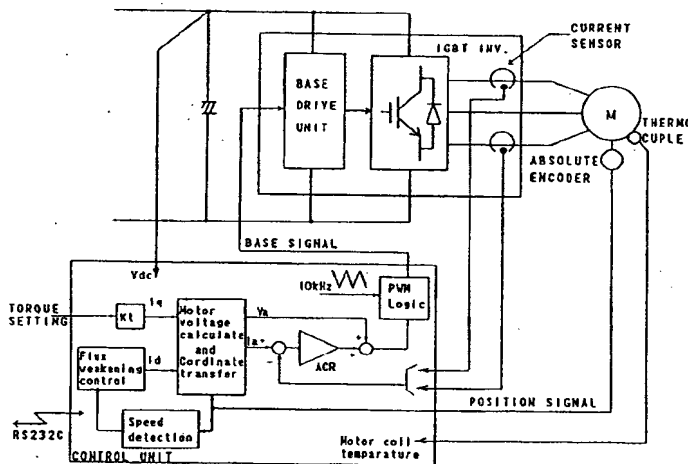 IGBT INV.
CURRENT
SENSOR
BASE
DRIVE
UNIT
M
THERMO
CUPLE
ABSOLUTE
ENCODER
BASE SIGNAL
Vdc
10kHz
PWM
Logic
TORQUE
SETTING
Kt
Iq
Motor
voltage
calculate
and
Cordinate
transfer
Va
Ia*
+
-
ACR
+
+
Flux
weakening
control
Id
POSITION SIGNAL
RS232C
Speed
detection
Motor coil
temparature
CONTROL UNIT